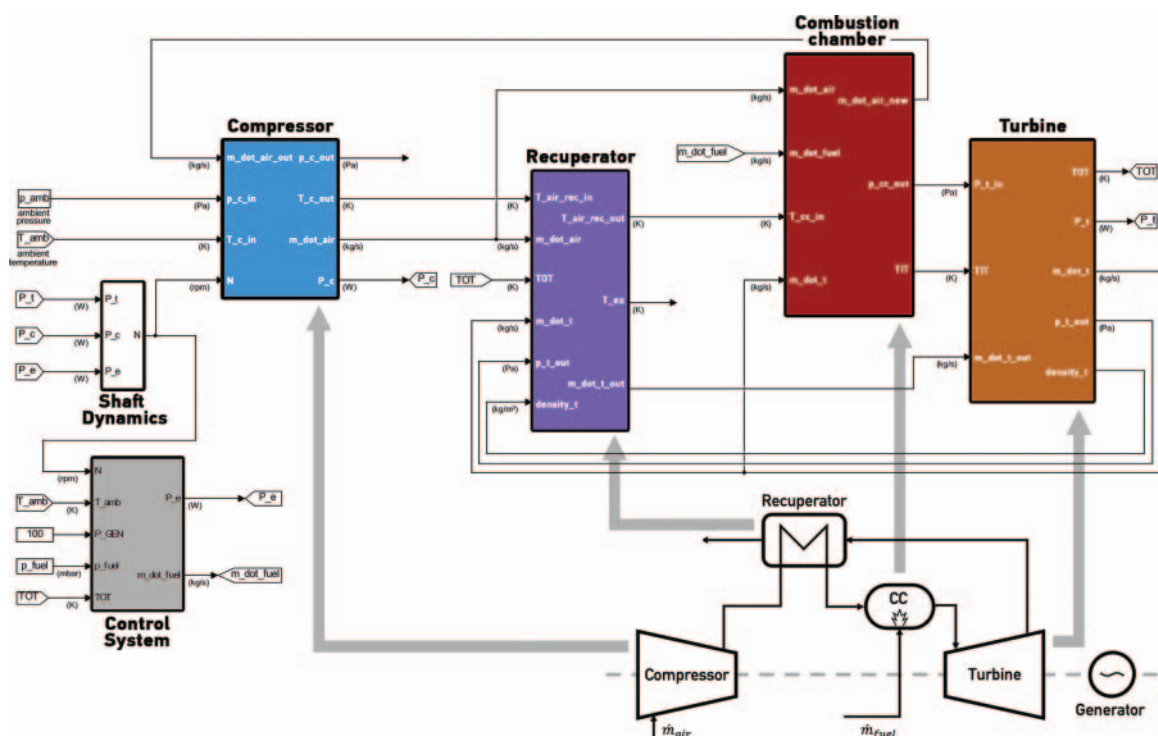 Combustion
chamber
m_dot_air
(kg/s)
m_dot_air_new
m_dot_fuel
m_dot_fuel
(kg/s)
p_cc_out
(Pa)
T_cc_in
(K)
TIT
(K)
m_dot_t
(kg/s)
Compressor
m_dot_air_out
(kg/s)
p_c_out
(Pa)
p_amb
ambient
pressure
p_c_in
(Pa)
T_c_out
(K)
T_amb
ambient
temperature
T_c_in
(K)
m_dot_air
(kg/s)
N
(rpm)
P_c
(W)
P_c
Recuperator
T_air_rec_in
(K)
T_air_rec_out
(K)
m_dot_air
(kg/s)
TOT
TOT
(K)
T_ex
(K)
m_dot_t
(kg/s)
p_t_out
(Pa)
m_dot_t_out
density_t
(kg/m³)
Turbine
P_t_in
TOT
(K)
TOT
P_t
(W)
P_t
TIT
m_dot_t
(kg/s)
p_t_out
(Pa)
m_dot_t_out
(kg/s)
density_t
P_t
(W)
P_t
P_c
(W)
P_c
N
P_e
(W)
P_e
Shaft
Dynamics
N
(rpm)
T_amb
(K)
T_amb
P_e
(W)
P_e
100
P_GEN
p_fuel
(mbar)
p_fuel
m_dot_fuel
(kg/s)
m_dot_fuel
TOT
(K)
TOT
Control
System
Recuperator
CC
Compressor
Turbine
Generator
ṁair
ṁfuel